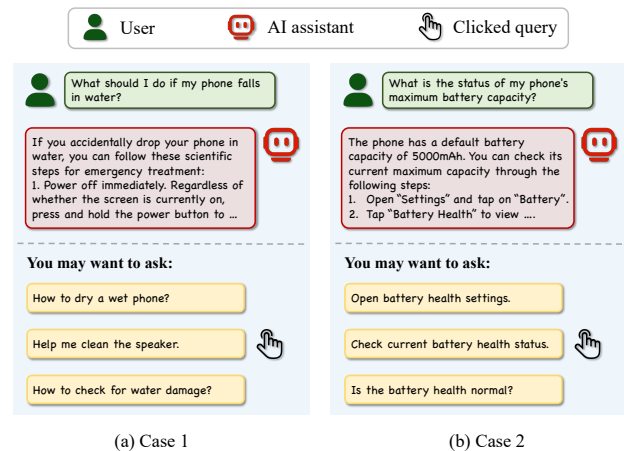 User
AI assistant
Clicked query
What should I do if my phone falls
in water?
If you accidentally drop your phone in
water, you can follow these scientific
steps for emergency treatment:
1. Power off immediately. Regardless of
whether the screen is currently on,
press and hold the power button to ...
You may want to ask:
How to dry a wet phone?
Help me clean the speaker.
How to check for water damage?
(a) Case 1
What is the status of my phone's
maximum battery capacity?
The phone has a default battery
capacity of 5000mAh. You can check its
current maximum capacity through the
following steps:
1. Open “Settings” and tap on “Battery”.
2. Tap “Battery Health” to view ....
You may want to ask:
Open battery health settings.
Check current battery health status.
Is the battery health normal?
(b) Case 2